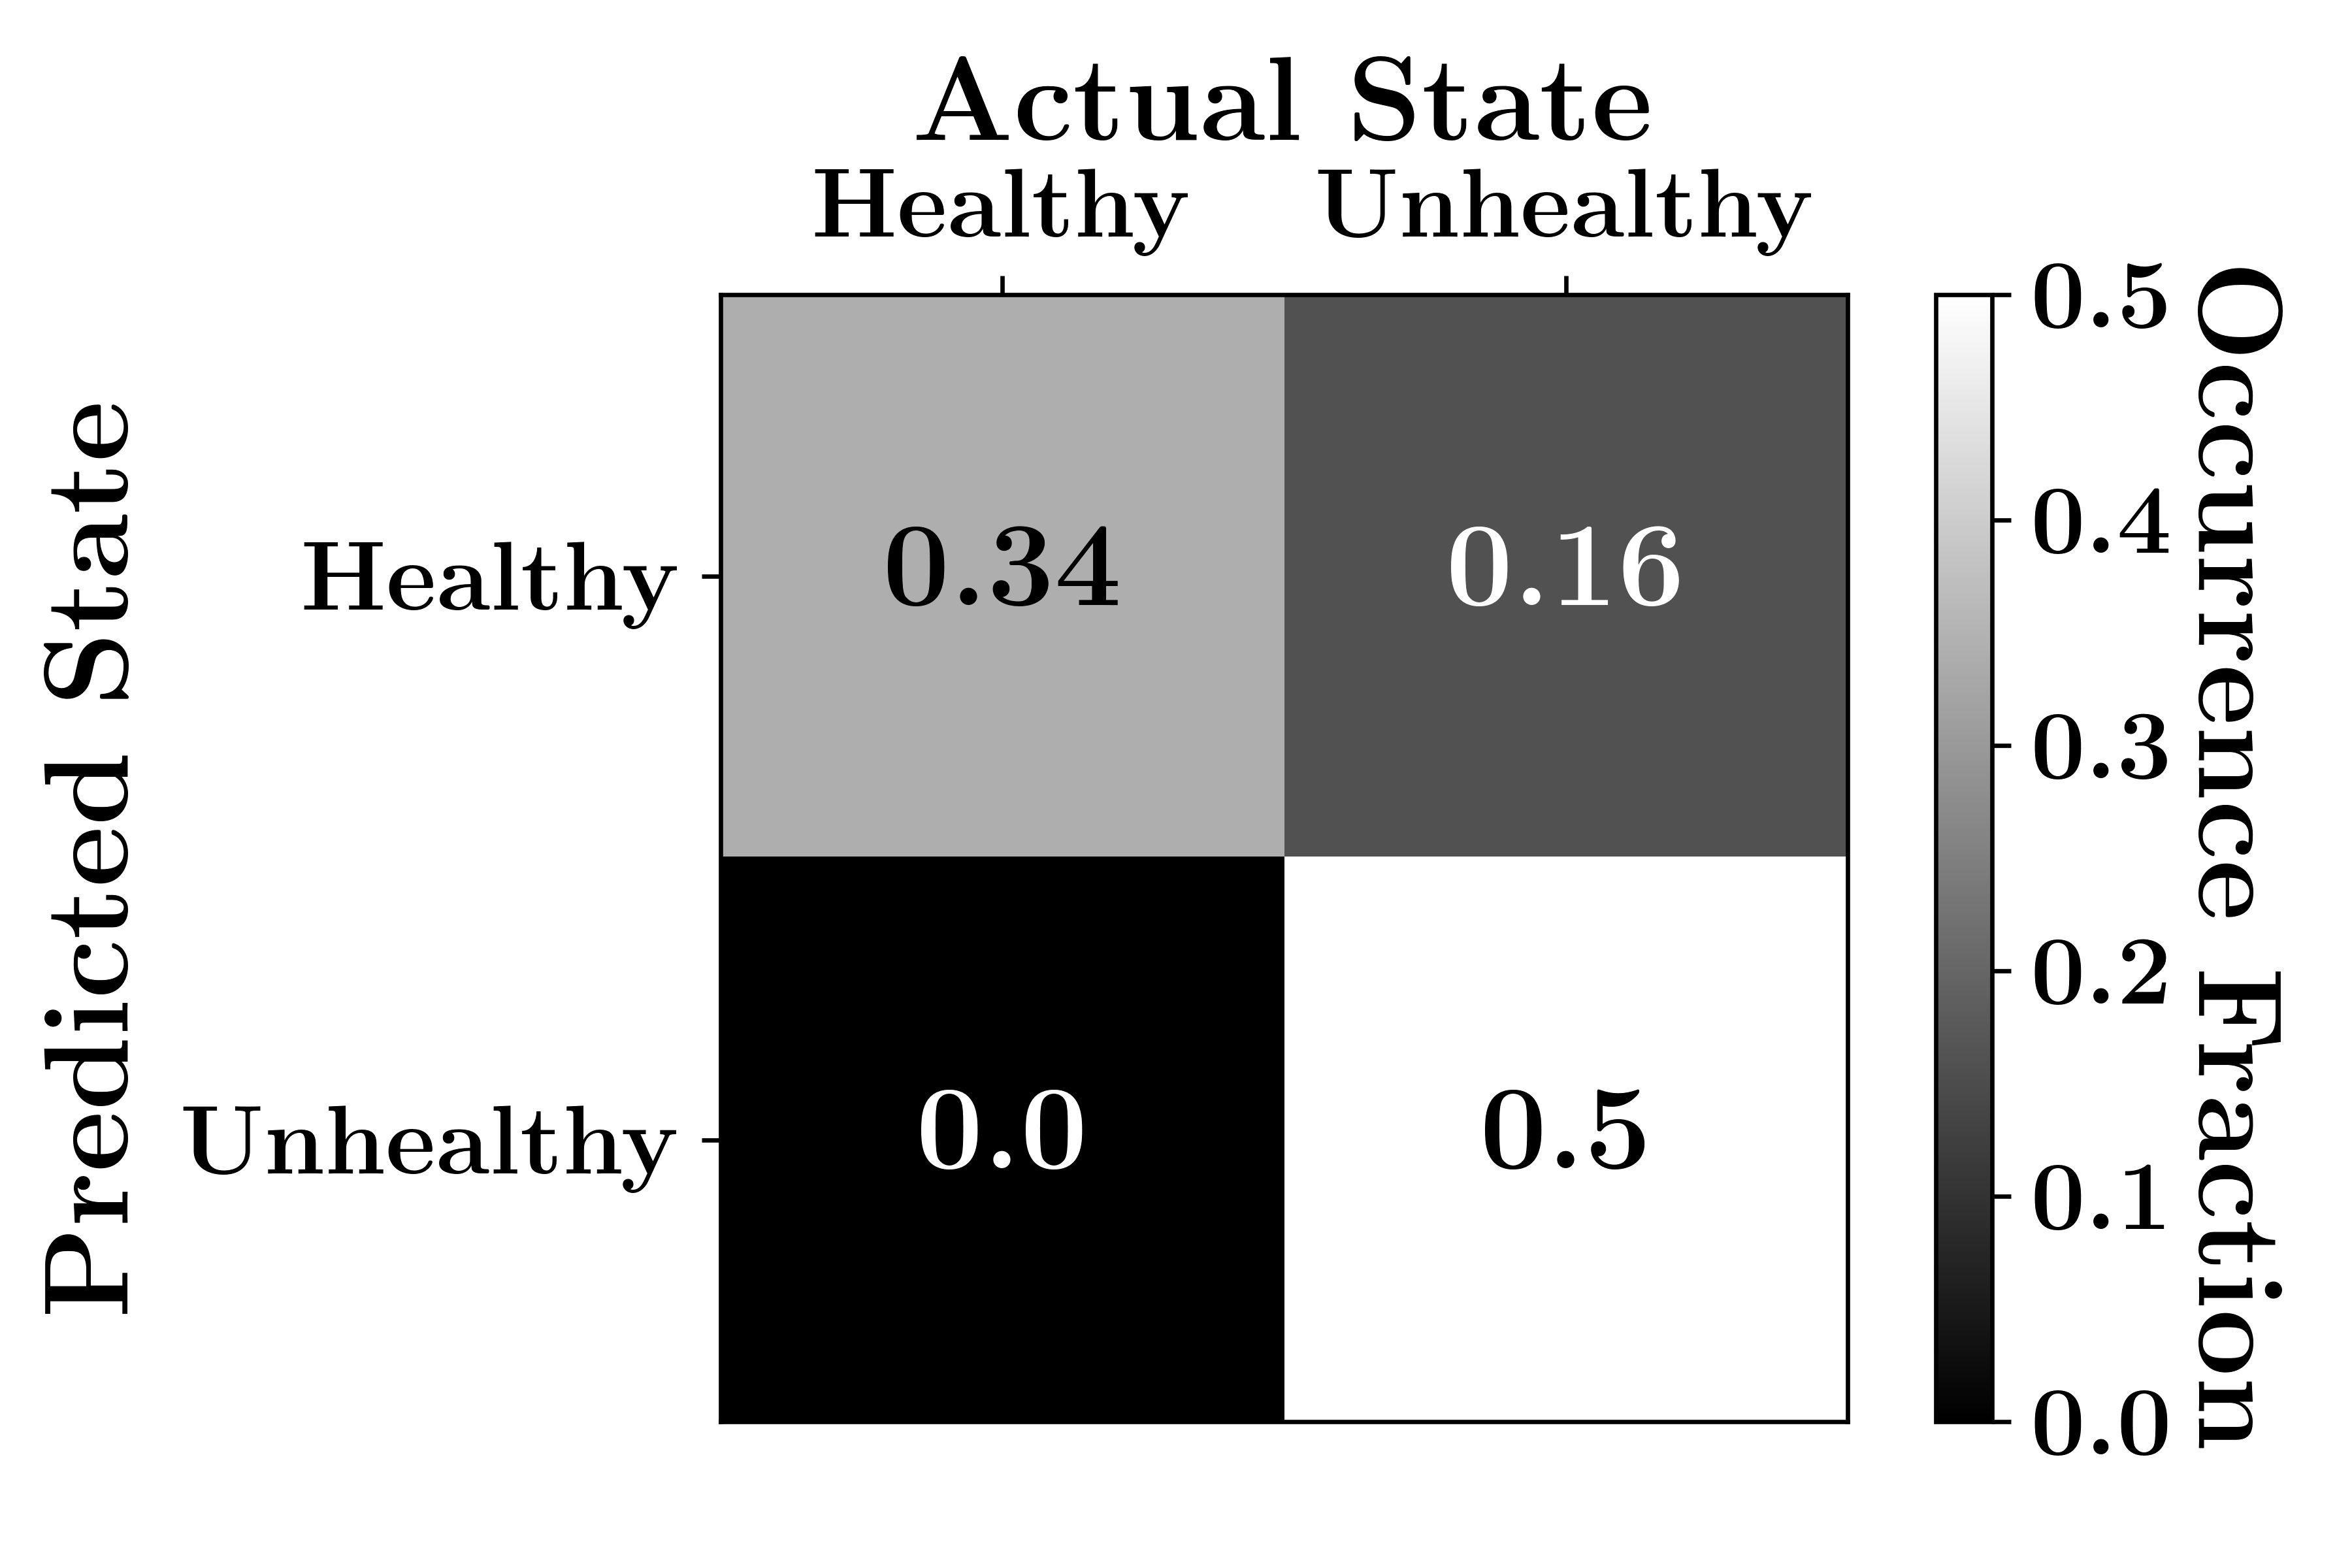 Actual State
Healthy Unhealthy
Predicted State
Healthy 0.34 0.16
Unhealthy 0.0 0.5
0.5
0.4
0.3
0.2
0.1
0.0
Occurrence Fraction